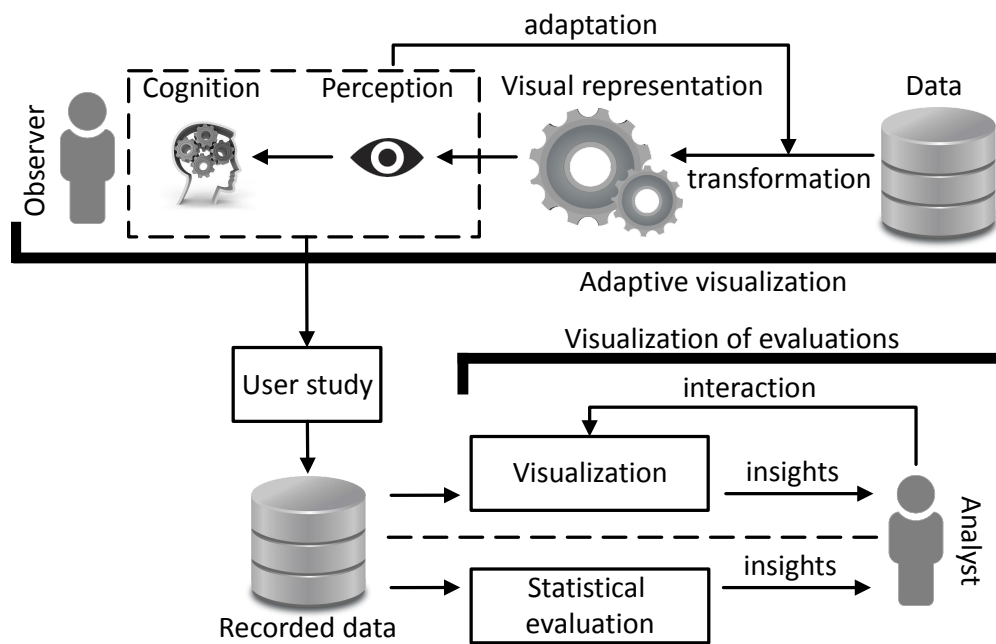 adaptation
Cognition
Perception
Visual representation
Data
Observer
transformation
Adaptive visualization
Visualization of evaluations
User study
interaction
Visualization
insights
Analyst
Statistical
evaluation
insights
Recorded data